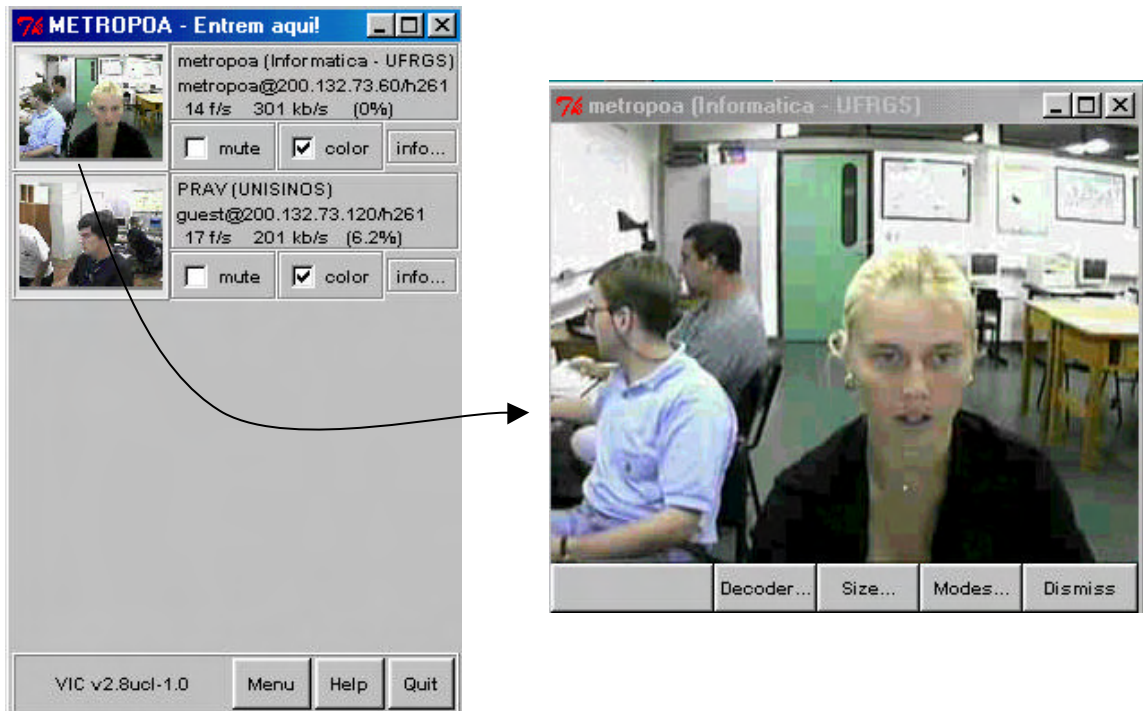 METROPOA - Entrem aqui!
metropoa (Informatica - UFRGS)
metropoa@200.132.73.60/h261
14 f/s 301 kb/s (0%)
mute color info...
PRAV (UNISINOS)
guest@200.132.73.120/h261
17 f/s 201 kb/s (6.2%)
mute color info...
VIC v2.8ucl-1.0 Menu Help Quit
metropoa (Informatica - UFRGS)
Decoder... Size... Modes... Dismiss